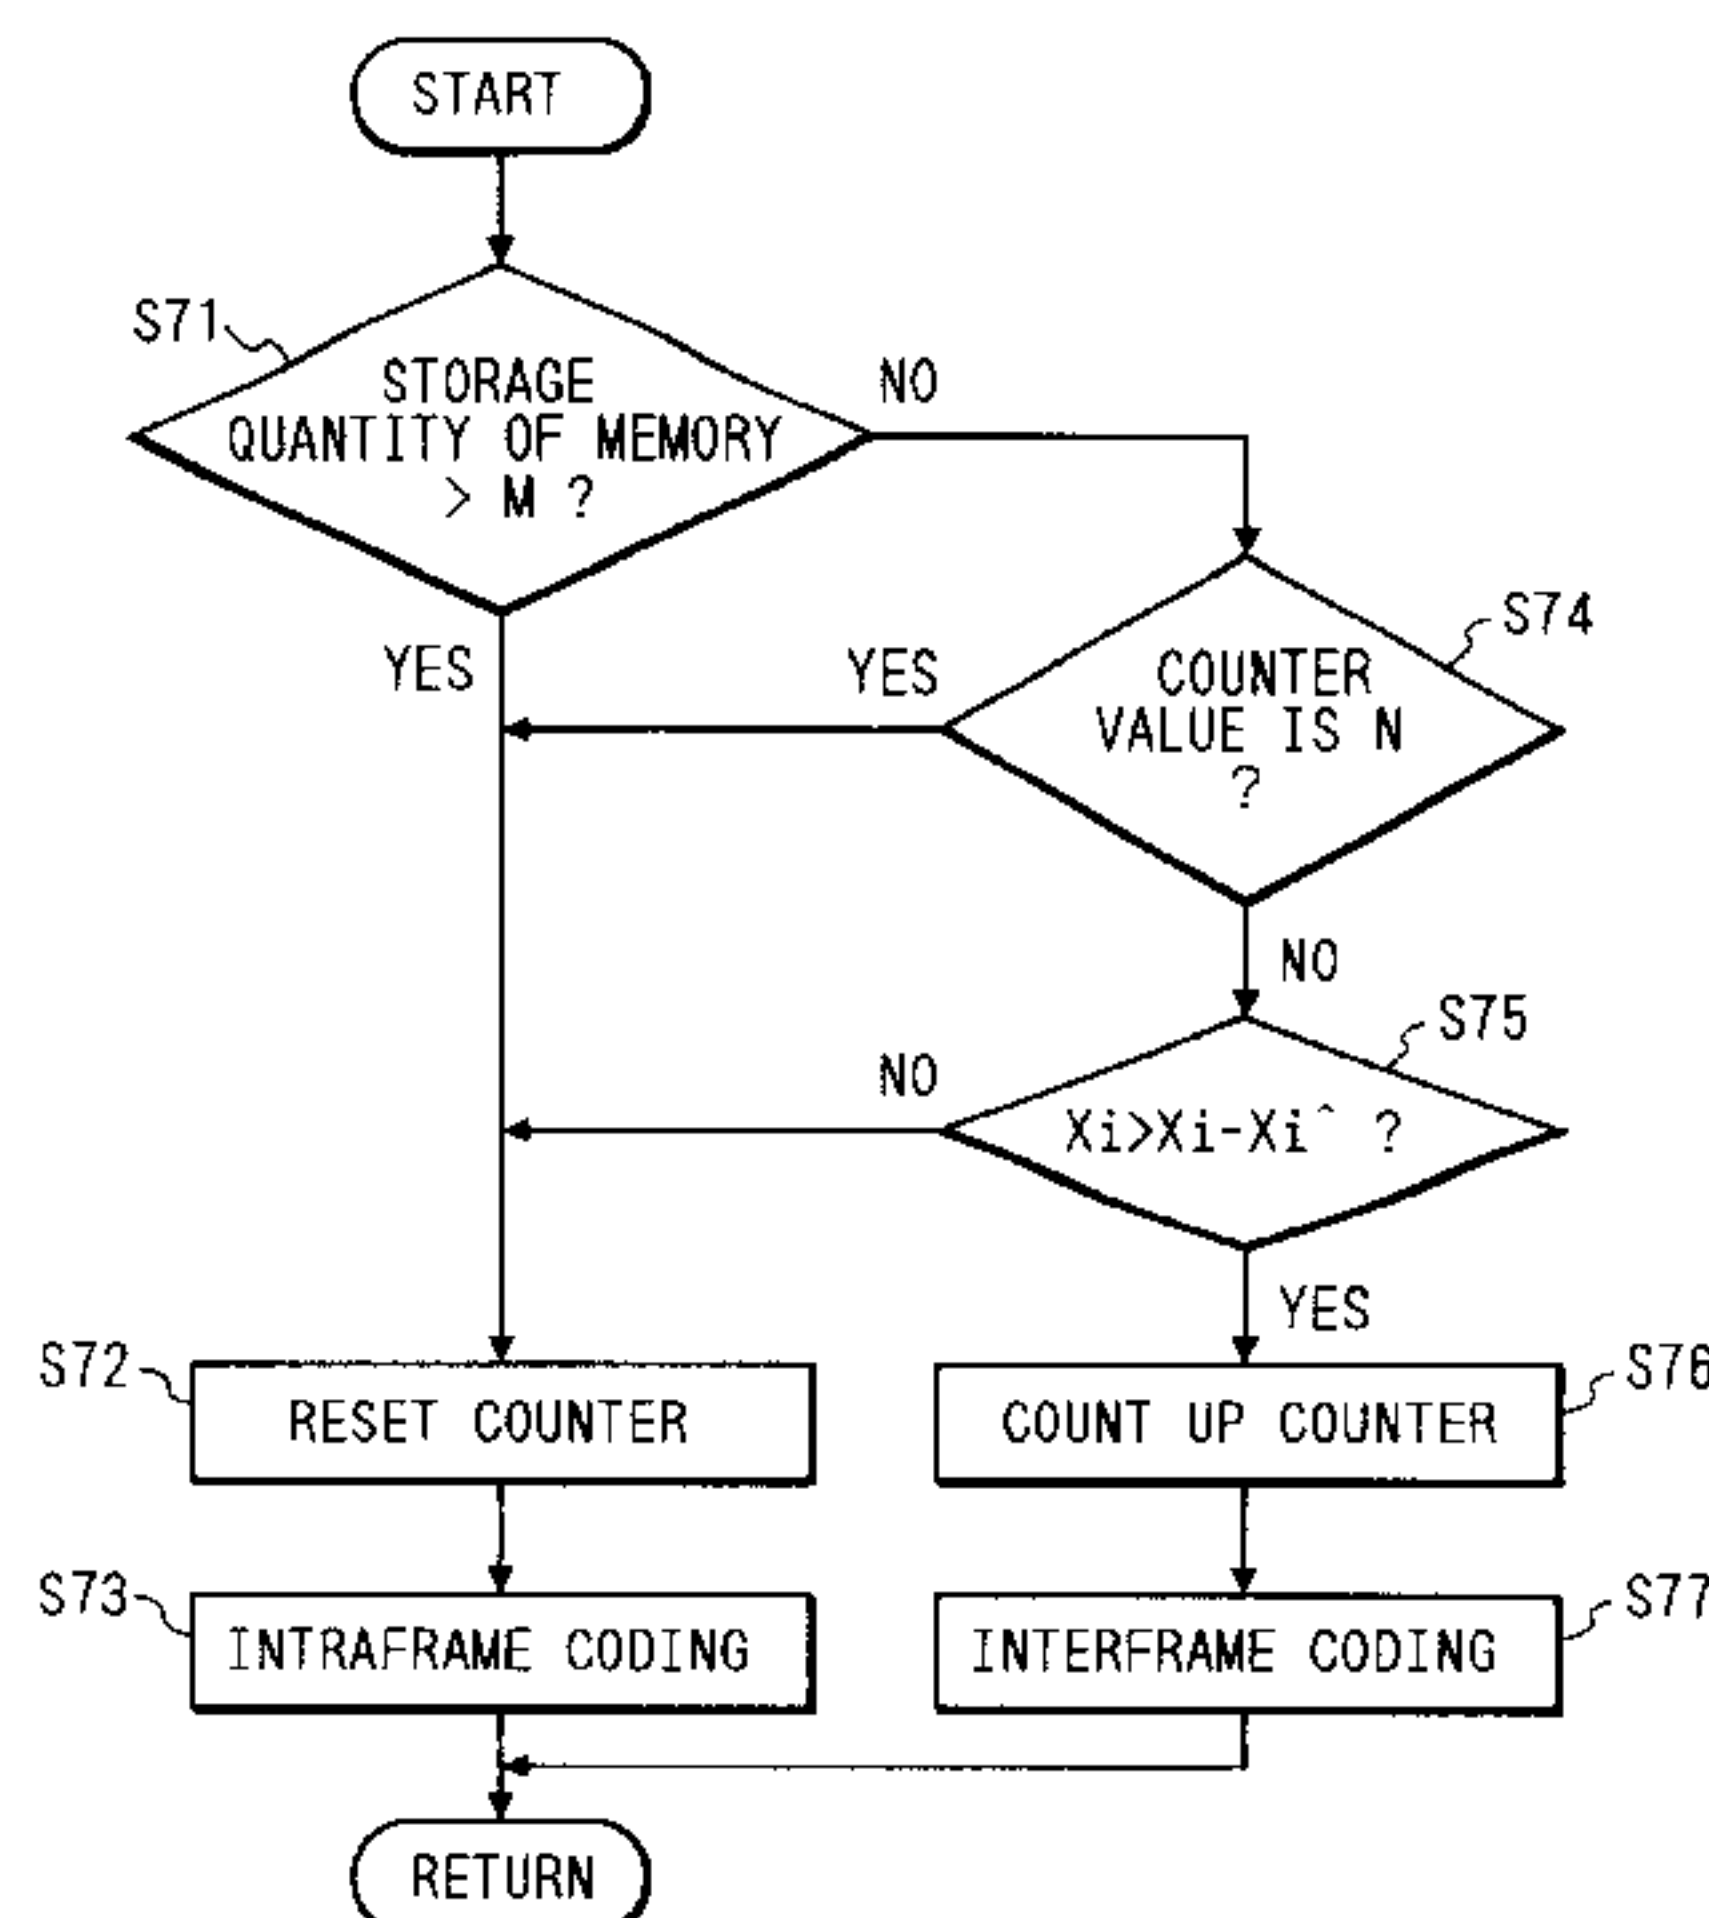 START
S71
STORAGE
QUANTITY OF MEMORY
> M ?
NO
YES
S74
COUNTER
VALUE IS N
?
YES
NO
S75
Xi>Xi-Xi^ ?
NO
YES
S72
RESET COUNTER
S76
COUNT UP COUNTER
S73
INTRAFRAME CODING
S77
INTERFRAME CODING
RETURN